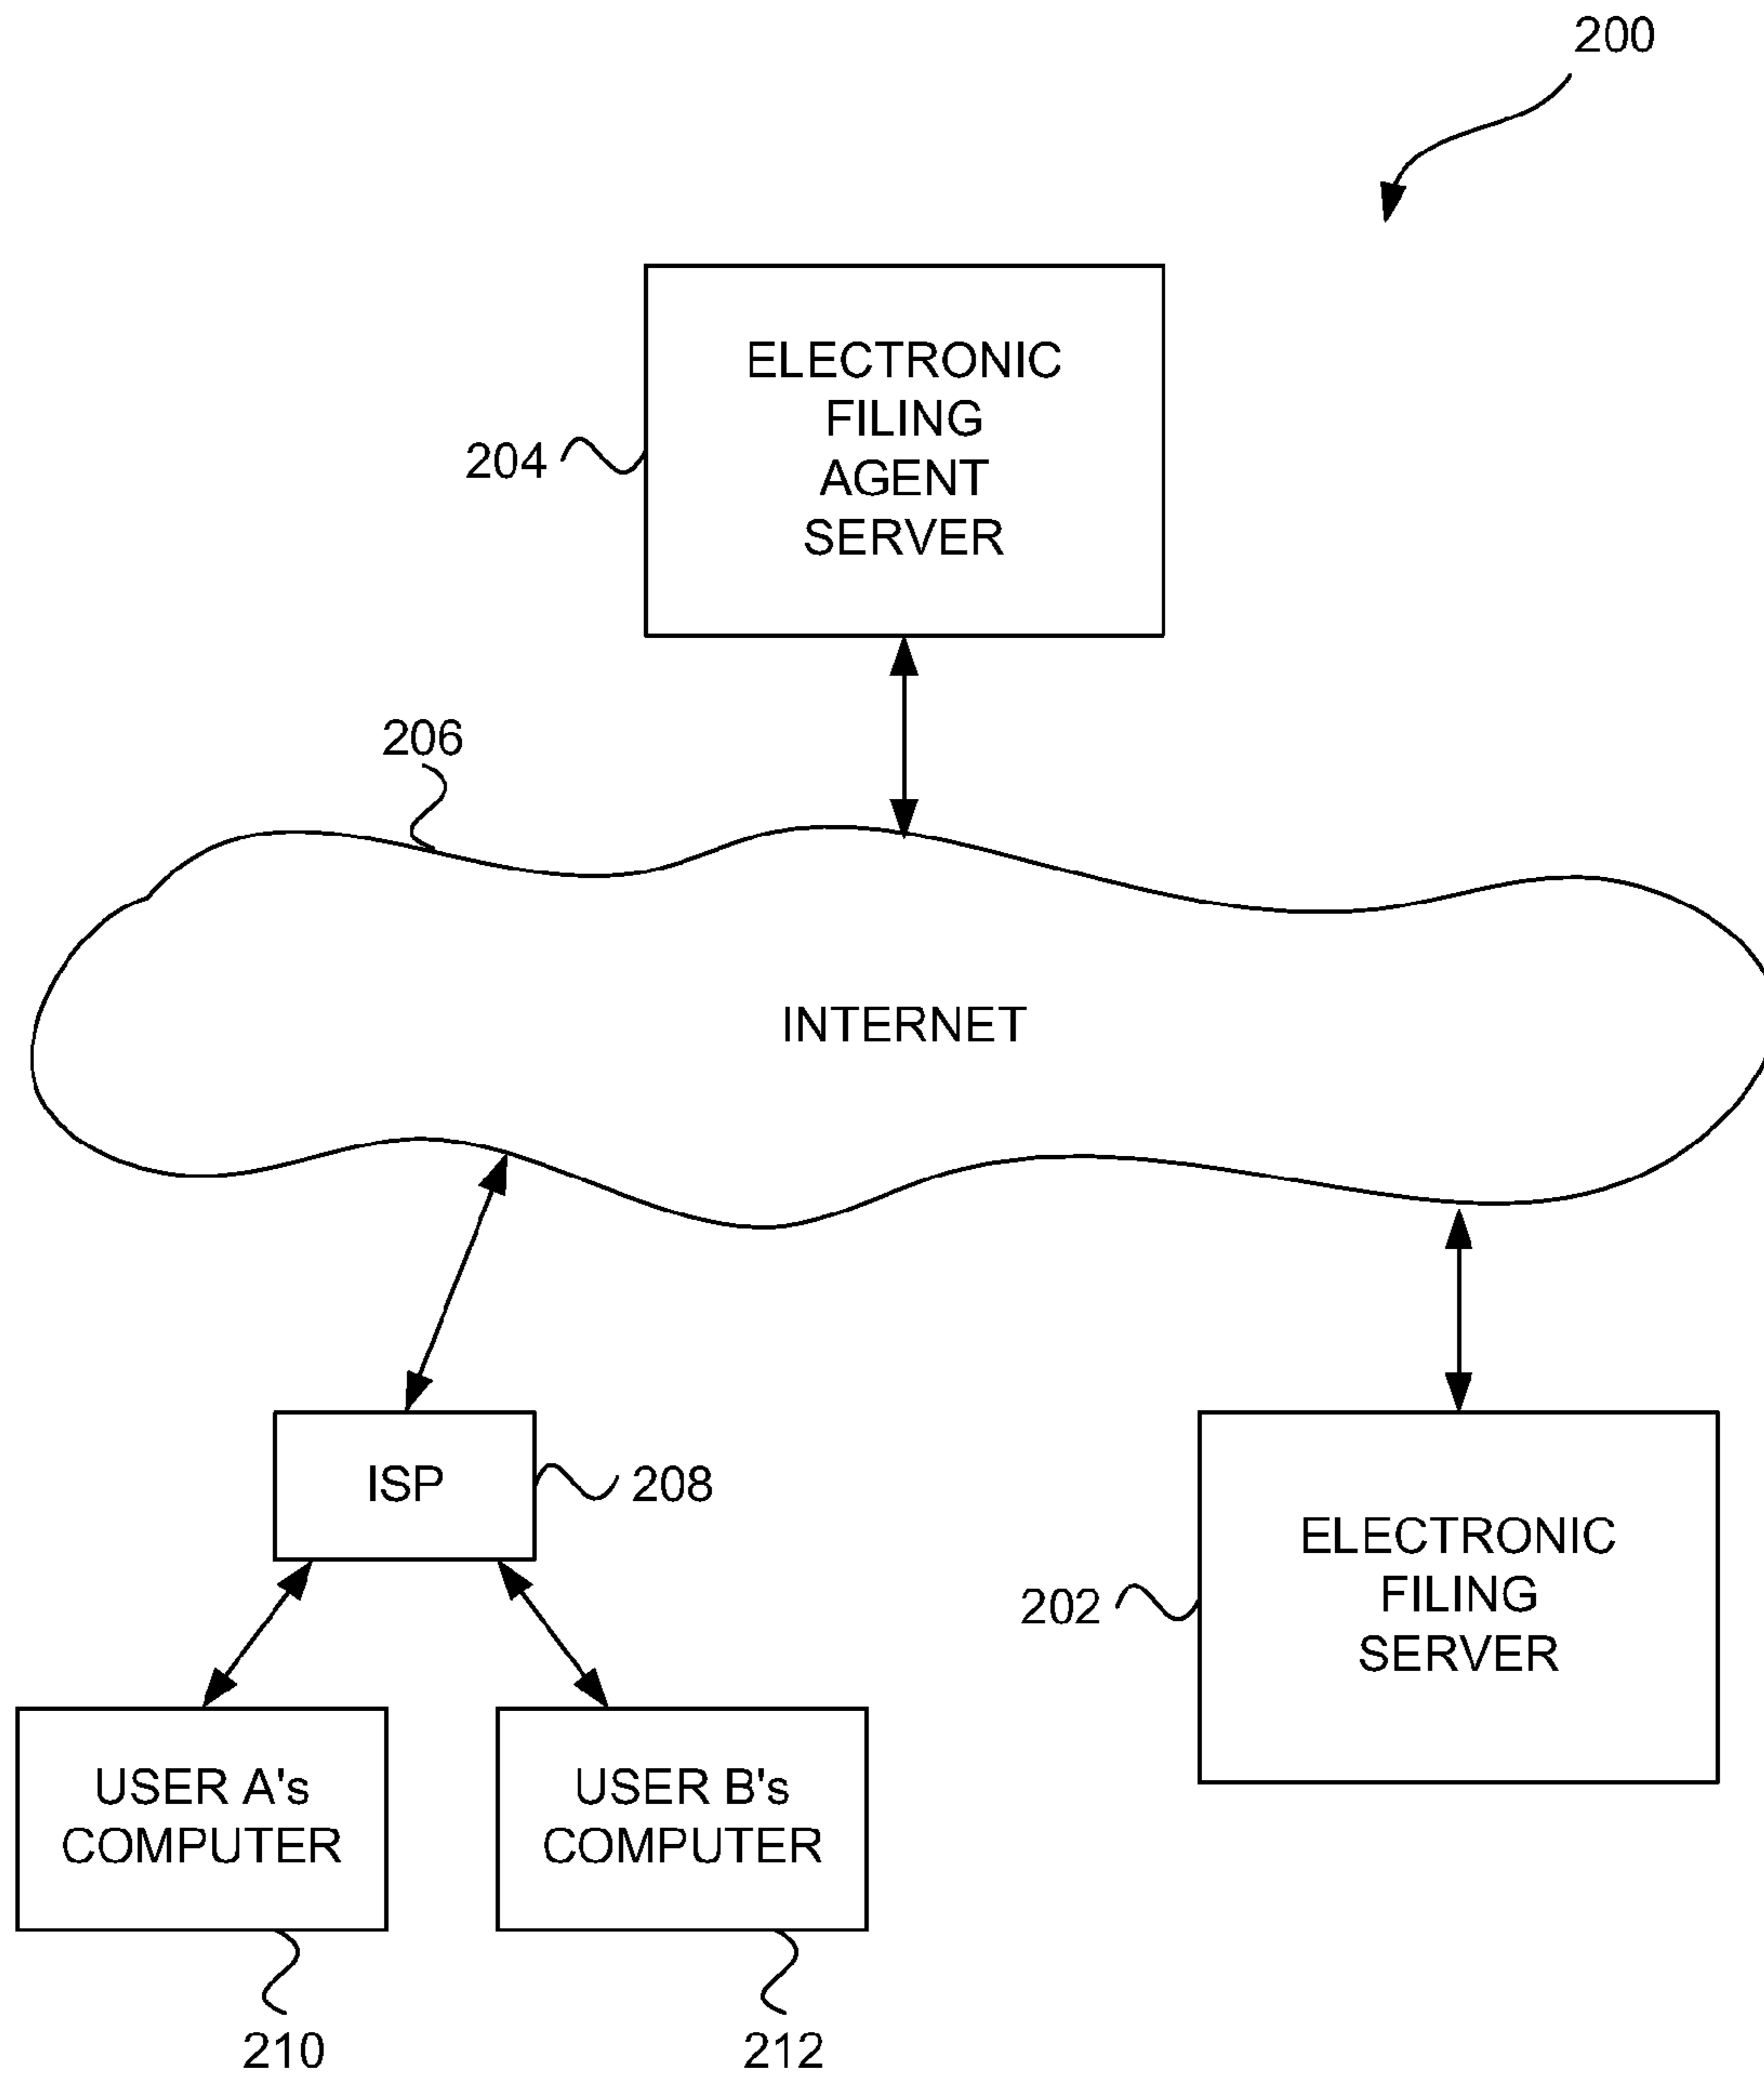 200
ELECTRONIC
FILING
AGENT
SERVER
204
206
INTERNET
ISP
208
ELECTRONIC
FILING
SERVER
202
USER A's
COMPUTER
USER B's
COMPUTER
210
212